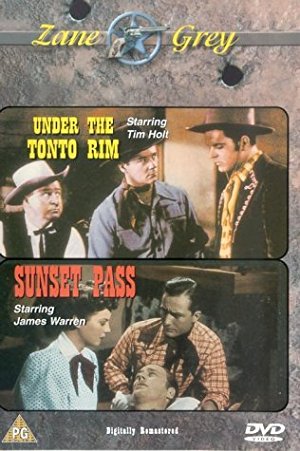 Zane Grey
UNDER THE
TONTO RIM
Starring
Tim Holt
SUNSET PASS
Starring
James Warren
PG
Digitally Remastered
DVD
VIDEO